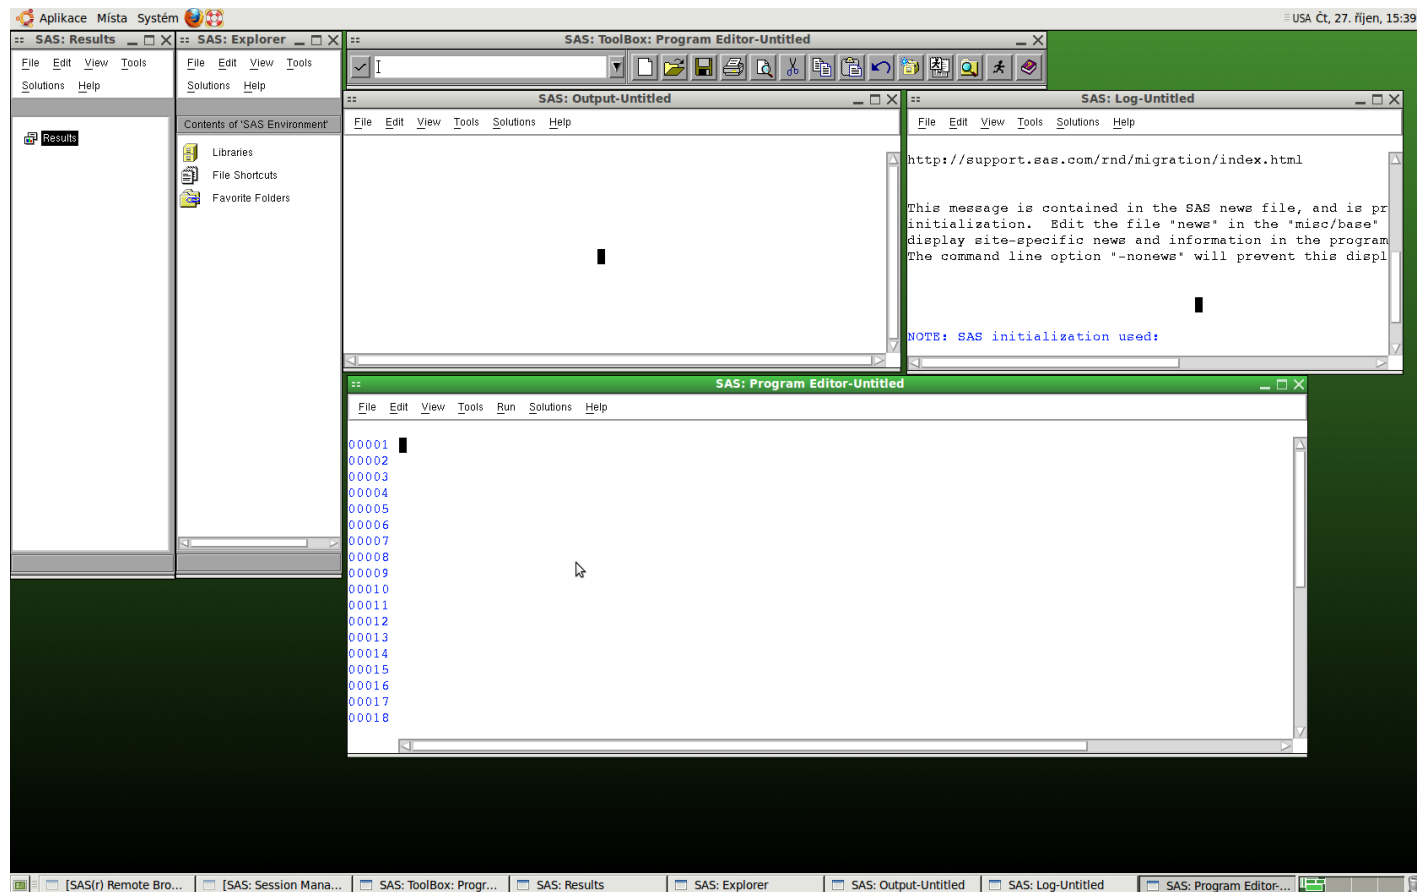 Aplikace Místa Systém
USA Čt, 27. říjen, 15:39
SAS: Results
File Edit View Tools
Solutions Help
Results
SAS: Explorer
File Edit View Tools
Solutions Help
Contents of 'SAS Environment'
Libraries
File Shortcuts
Favorite Folders
SAS: ToolBox: Program Editor-Untitled
SAS: Output-Untitled
File Edit View Tools Solutions Help
SAS: Log-Untitled
File Edit View Tools Solutions Help
http://support.sas.com/rnd/migration/index.html
This message is contained in the SAS news file, and is pr
initialization. Edit the file "news" in the "misc/base"
display site-specific news and information in the program
The command line option "-nonews" will prevent this displ
NOTE: SAS initialization used:
SAS: Program Editor-Untitled
File Edit View Tools Run Solutions Help
00001
00002
00003
00004
00005
00006
00007
00008
00009
00010
00011
00012
00013
00014
00015
00016
00017
00018
[SAS(r) Remote Bro...
[SAS: Session Mana...
SAS: ToolBox: Progr...
SAS: Results
SAS: Explorer
SAS: Output-Untitled
SAS: Log-Untitled
SAS: Program Editor-...